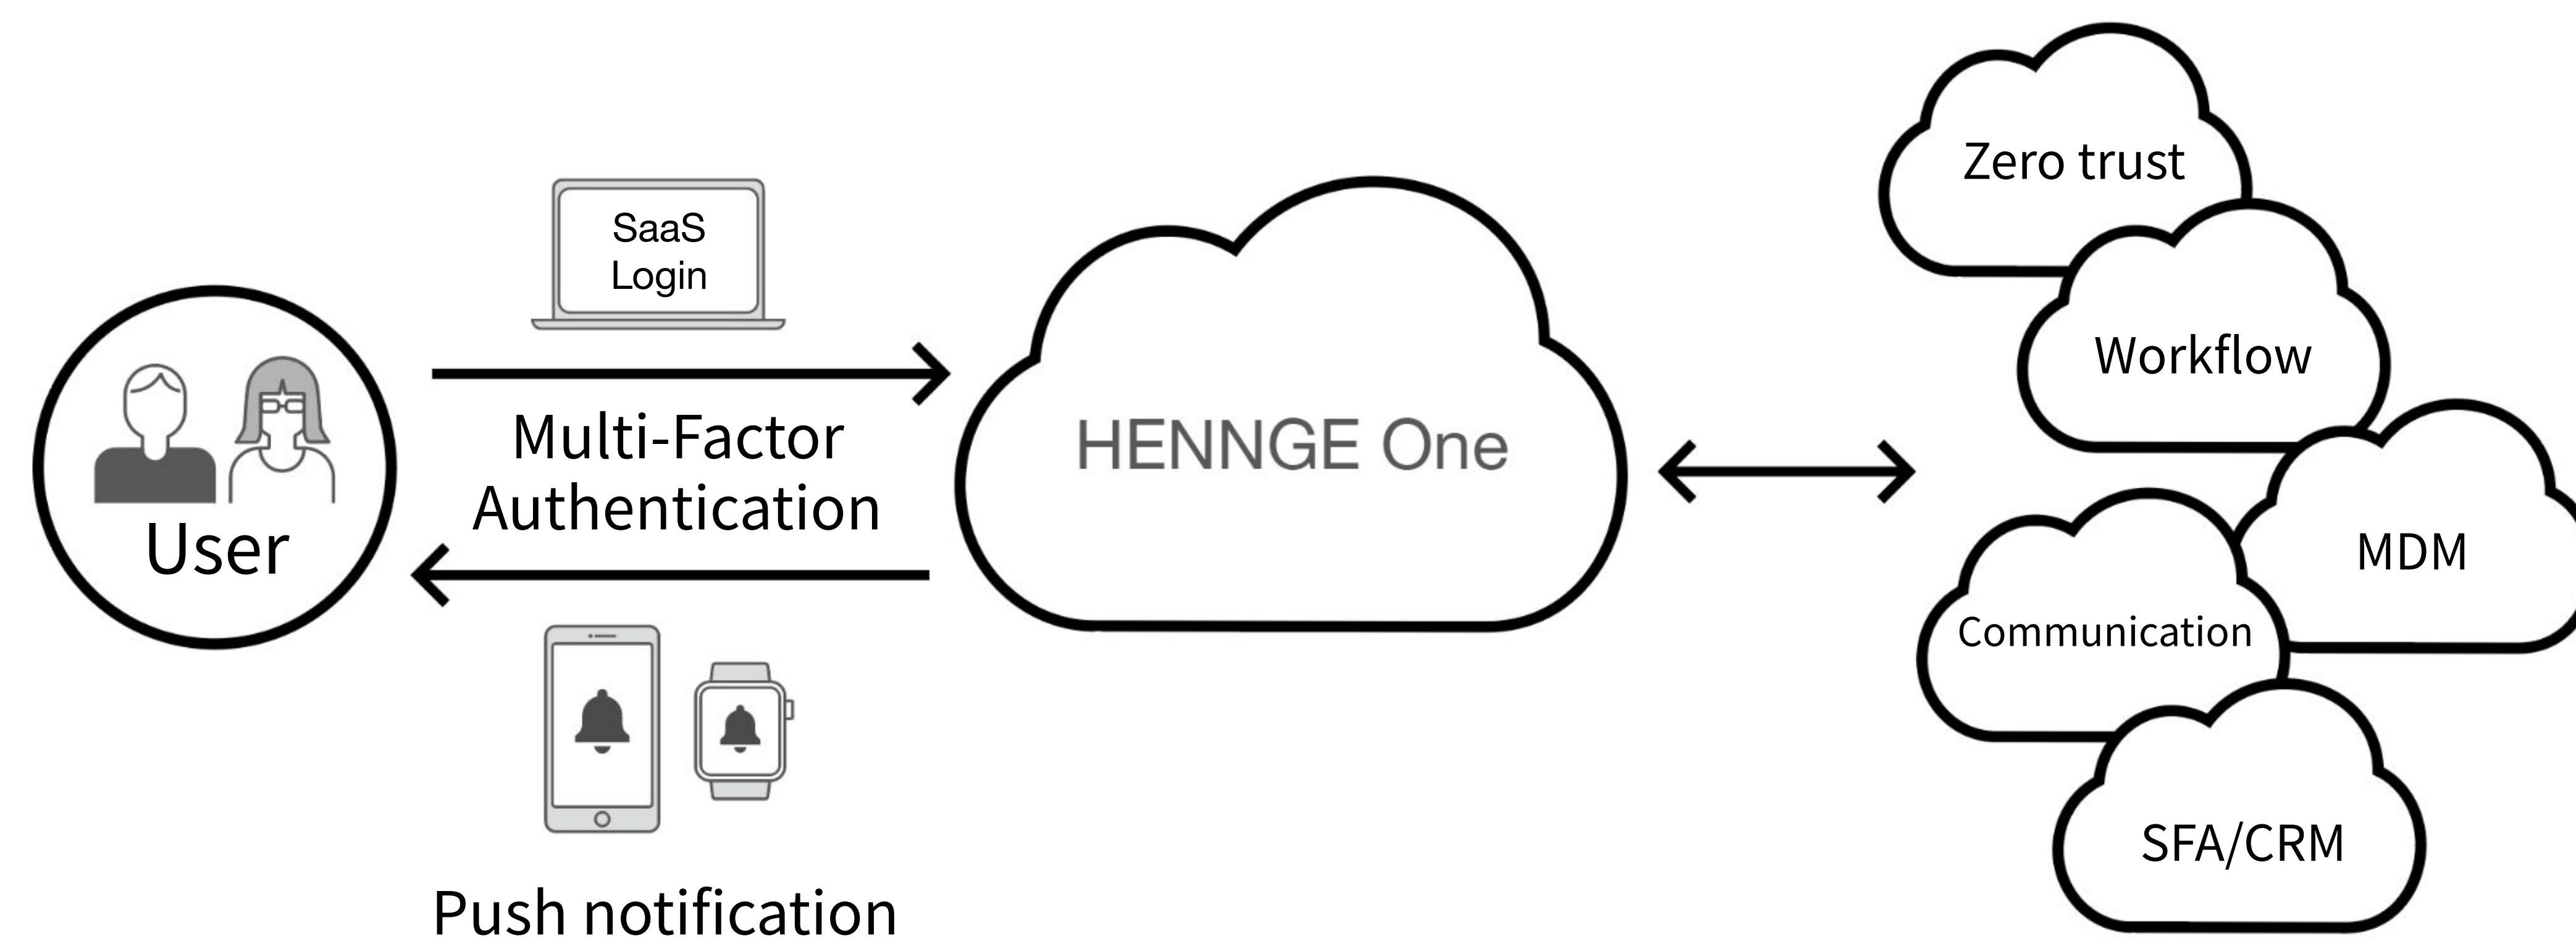 SaaS
Login
Multi-Factor
Authentication
User
Push notification
HENNGE One
Zero trust
Workflow
MDM
Communication
SFA/CRM